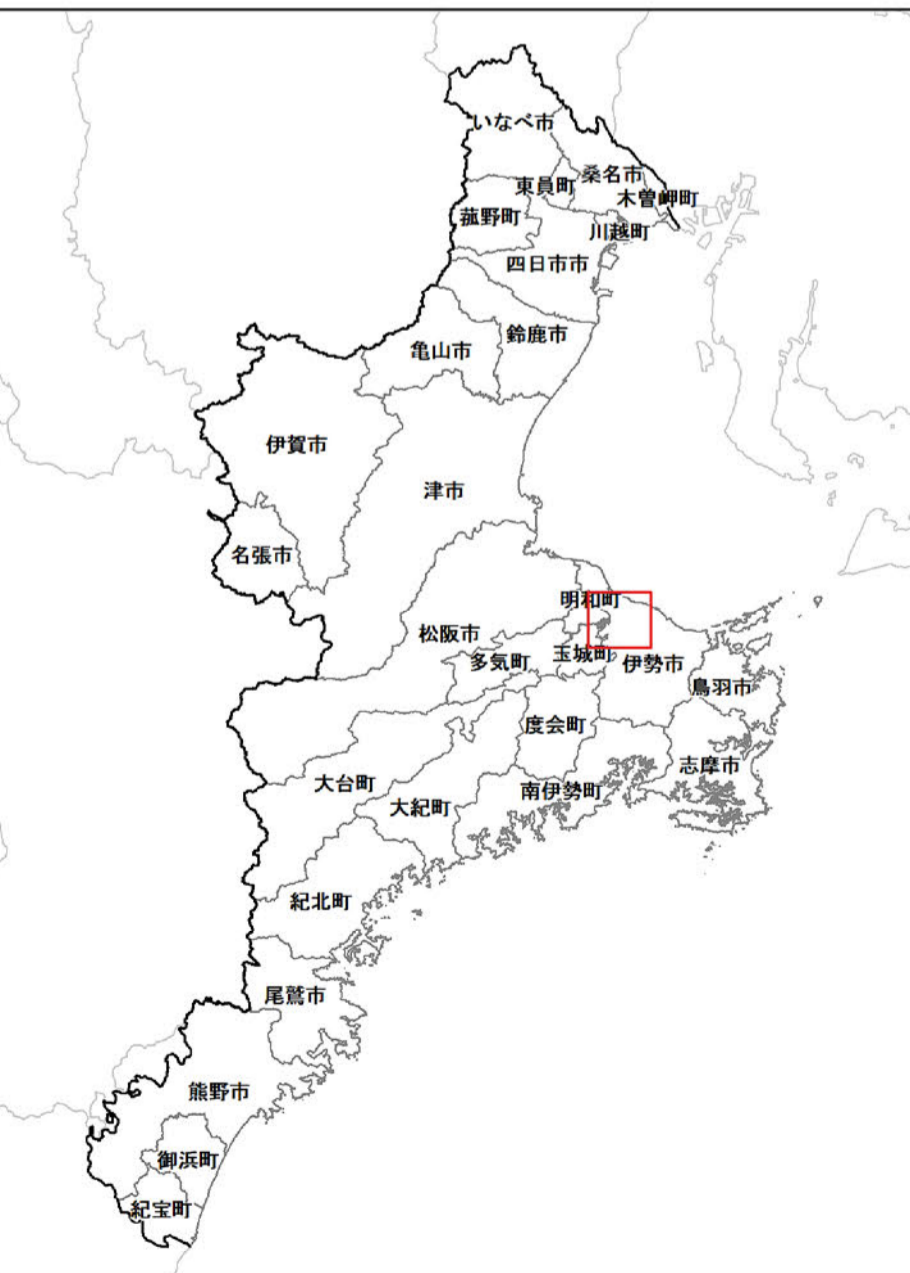 いなべ市
桑名市
東員町
木曽岬町
菰野町
川越町
四日市市
鈴鹿市
亀山市
伊賀市
津市
名張市
明和町
松阪市
玉城町
多気町
伊勢市
鳥羽市
度会町
志摩市
大台町
南伊勢町
大紀町
紀北町
尾鷲市
熊野市
御浜町
紀宝町